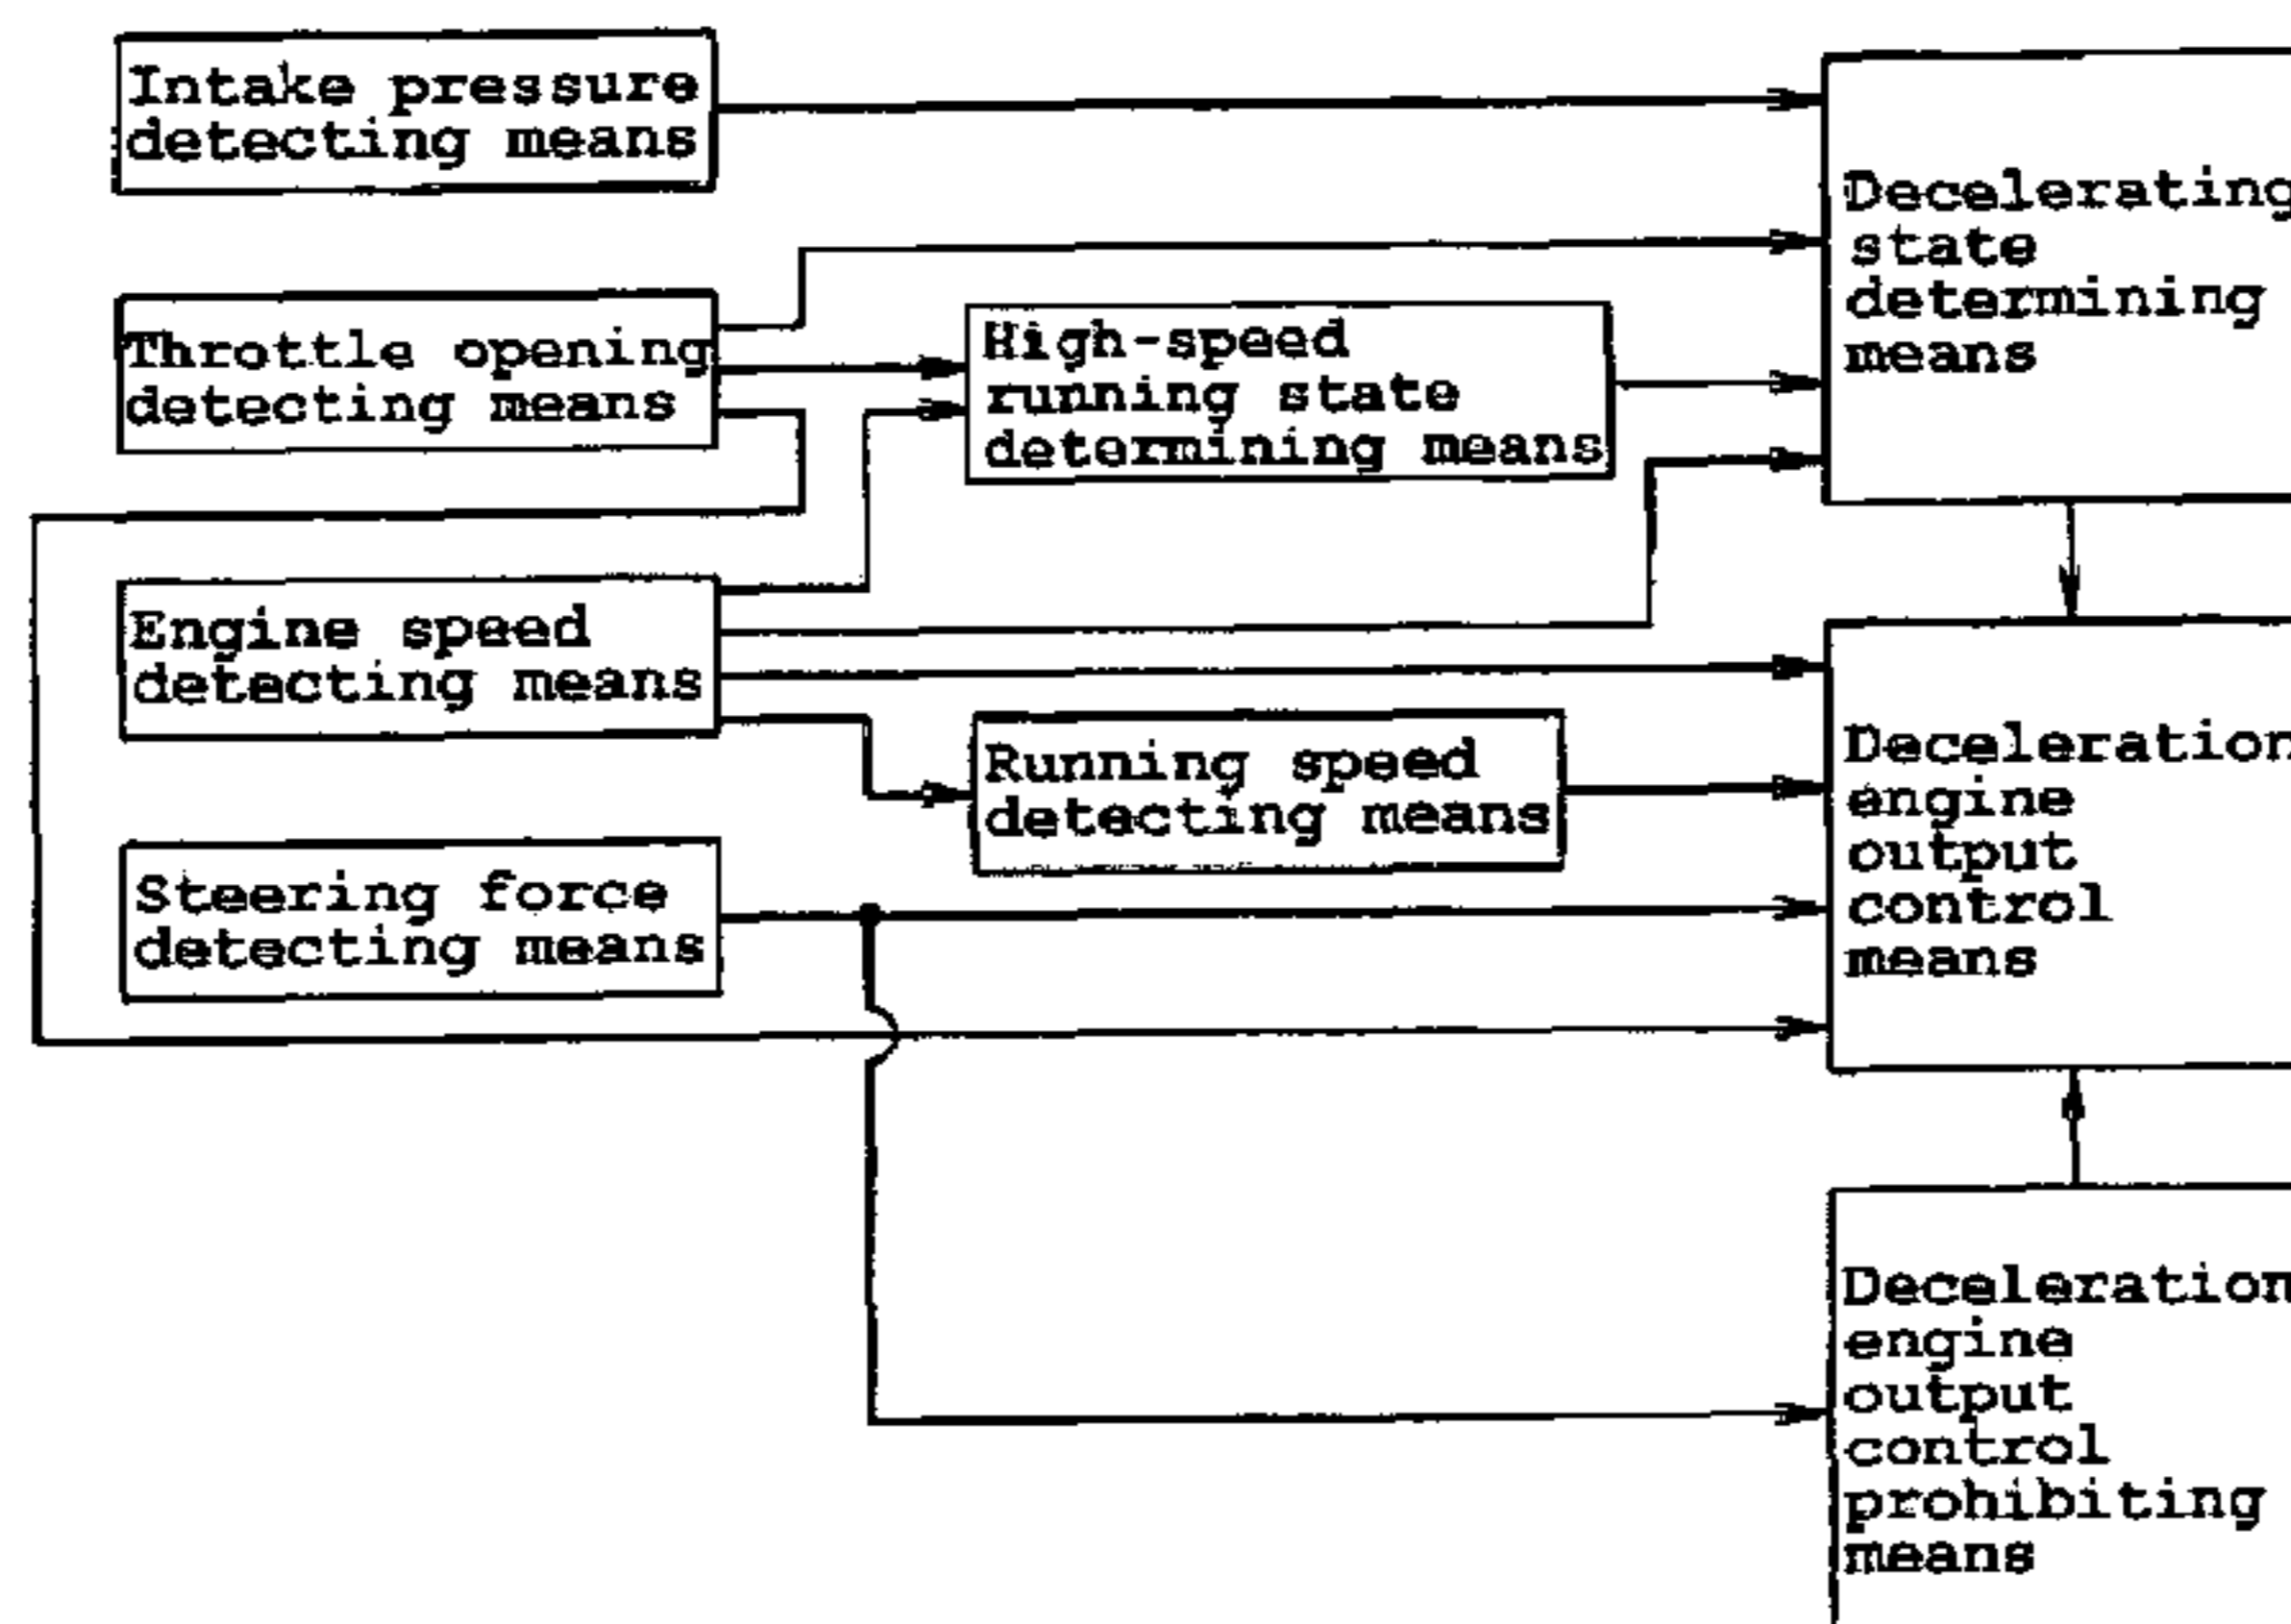 Intake pressure
detecting means
Throttle opening
detecting means
Engine speed
detecting means
Steering force
detecting means
High-speed
running state
determining means
Running speed
detecting means
Decelerating
state
determining
means
Deceleration
engine
output
control
means
Deceleration
engine
output
control
prohibiting
means